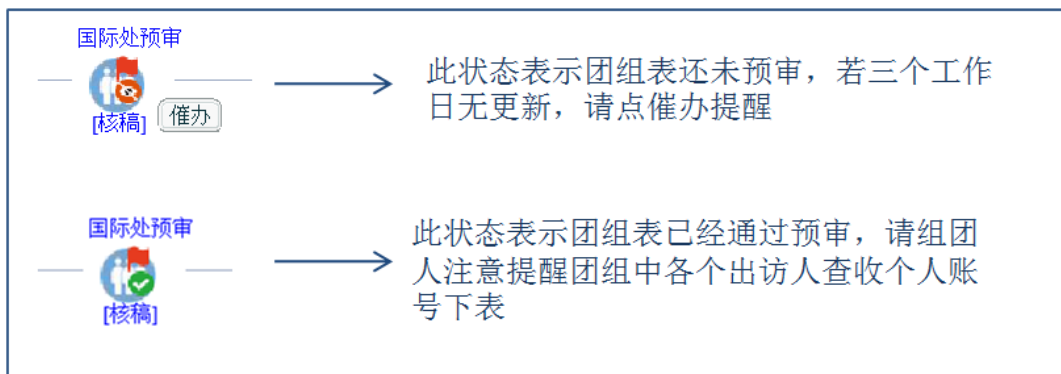 国际处预审
[核稿]
催办
此状态表示团组表还未预审，若三个工作
日无更新，请点催办提醒
国际处预审
[核稿]
此状态表示团组表已经通过预审，请组团
人注意提醒团组中各个出访人查收个人账
号下表